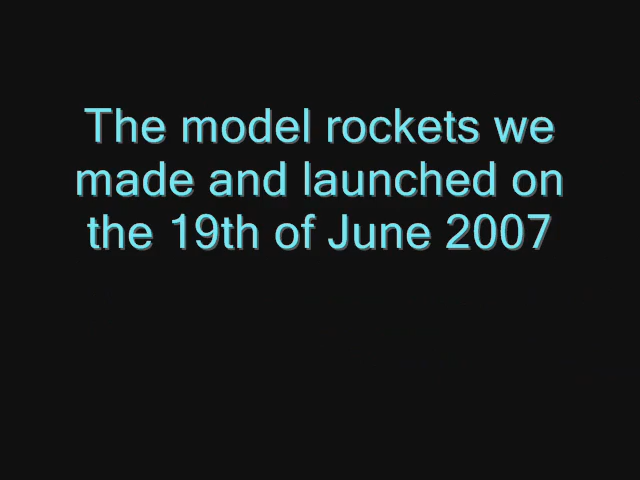 The model rockets we
made and launched on
the 19th of June 2007